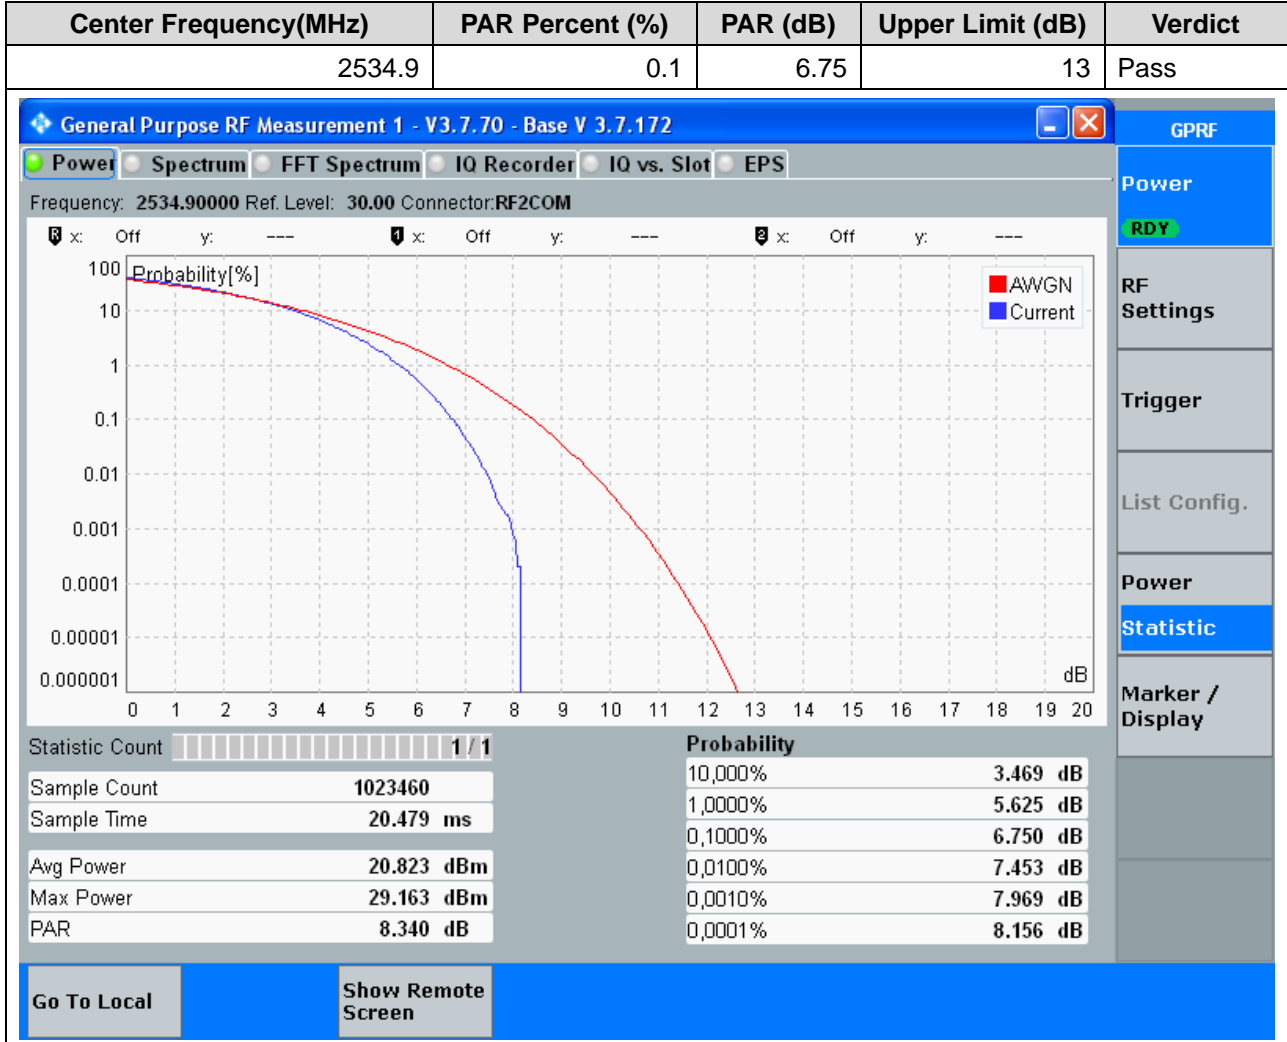 Center Frequency(MHz) PAR Percent (%) PAR (dB) Upper Limit (dB) Verdict
2534.9 0.1 6.75 13 Pass
General Purpose RF Measurement 1 - V3.7.70 - Base V 3.7.172
GPRF
Power Spectrum FFT Spectrum IQ Recorder IQ vs. Slot EPS
Power
RDY
Frequency: 2534.90000 Ref. Level: 30.00 Connector:RF2COM
R x: Off y: --- 1 x: Off y: --- 2 x: Off y: ---
Probability[%]
AWGN
Current
100
10
1
0.1
0.01
0.001
0.0001
0.00001
0.000001
dB
0 1 2 3 4 5 6 7 8 9 10 11 12 13 14 15 16 17 18 19 20
RF
Settings
Trigger
List Config.
Power
Statistic
Marker /
Display
Statistic Count 1 / 1
Sample Count 1023460
Sample Time 20.479 ms
Avg Power 20.823 dBm
Max Power 29.163 dBm
PAR 8.340 dB
Probability
10,000% 3.469 dB
1,0000% 5.625 dB
0,1000% 6.750 dB
0,0100% 7.453 dB
0,0010% 7.969 dB
0,0001% 8.156 dB
Go To Local
Show Remote
Screen